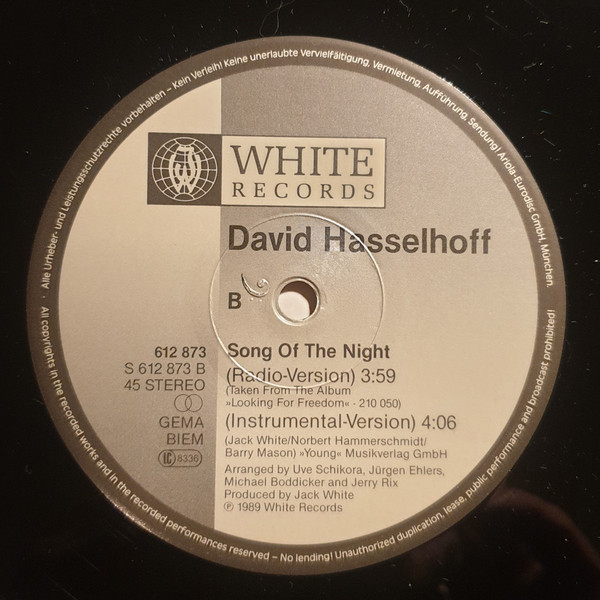 Alle Urheber- und Leistungsschutzrechte vorbehalten – Kein Verleih! Keine unerlaubte Vervielfältigung, Vermietung, Aufführung, Sendung! Ariola-Eurodisc GmbH, München.
WHITE
RECORDS
David Hasselhoff
B
612 873
S 612 873 B
45 STEREO
GEMA
BIEM
LC 8336
Song Of The Night
(Radio-Version) 3:59
(Taken From The Album
»Looking For Freedom« - 210 050)
(Instrumental-Version) 4:06
(Jack White/Norbert Hammerschmidt/
Barry Mason) »Young« Musikverlag GmbH
Arranged by Uwe Schikora, Jürgen Ehlers,
Michael Boddicker and Jerry Rix
Produced by Jack White
℗ 1989 White Records
· All copyrights in the recorded works and in the recorded performances reserved – No lending! Unauthorized duplication, lease, public performance and broadcast prohibited!